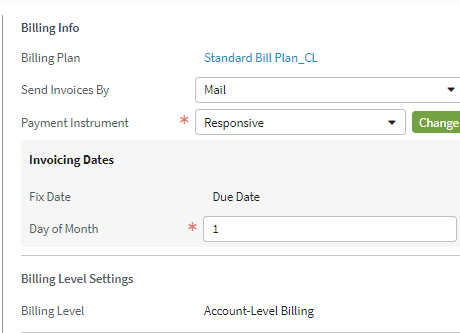 Billing Info
Billing Plan Standard Bill Plan_CL
Send Invoices By Mail
Payment Instrument * Responsive Change
Invoicing Dates
Fix Date Due Date
Day of Month * 1
Billing Level Settings
Billing Level Account-Level Billing